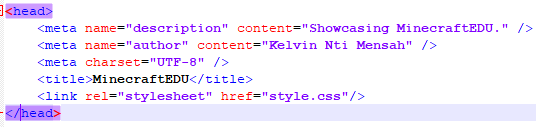 <head>
<meta name="description" content="Showcasing MinecraftEDU." />
<meta name="author" content="Kelvin Nti Mensah" />
<meta charset="UTF-8" />
<title>MinecraftEDU</title>
<link rel="stylesheet" href="style.css"/>
</head>